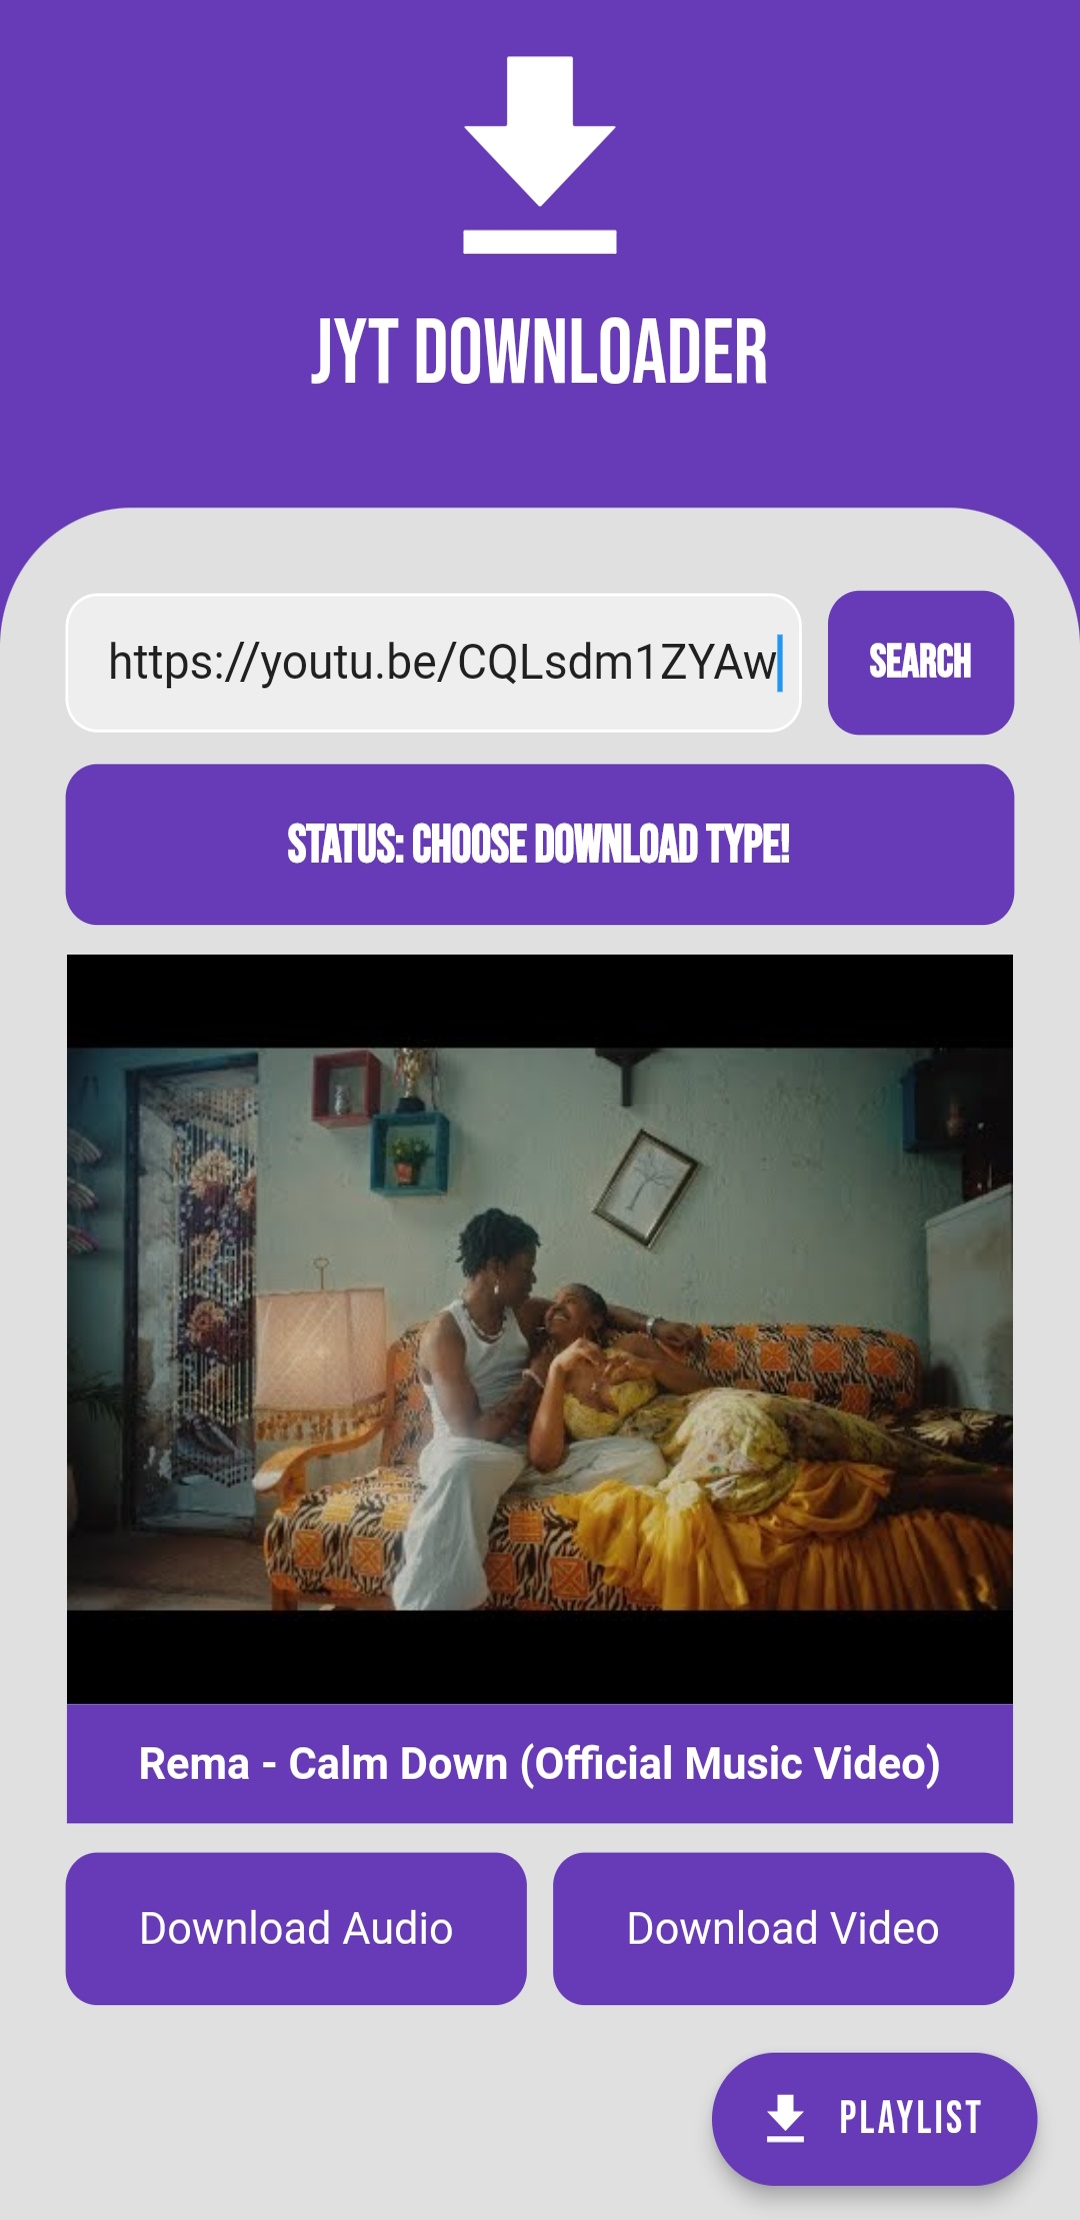 JYT DOWNLOADER
https://youtu.be/CQLsdm1ZYAw
SEARCH
STATUS: CHOOSE DOWNLOAD TYPE!
Rema - Calm Down (Official Music Video)
Download Audio
Download Video
PLAYLIST